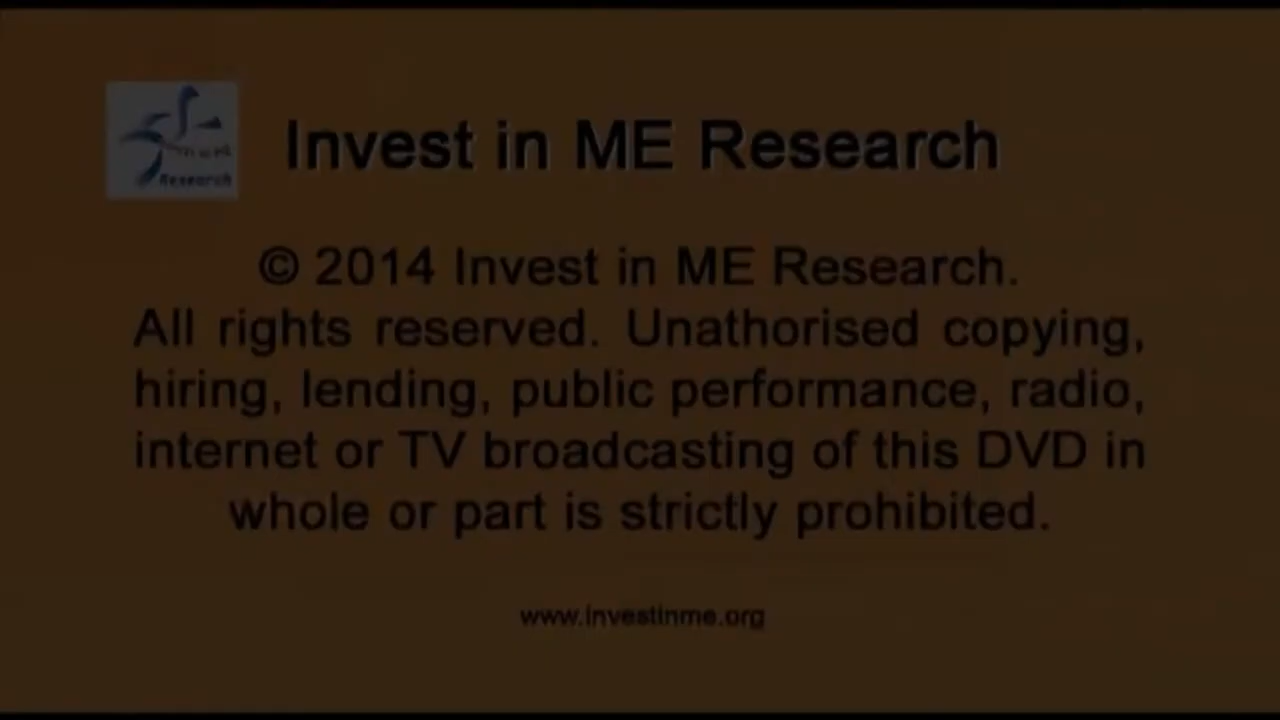 Research
Invest in ME Research
© 2014 Invest in ME Research.
All rights reserved. Unathorised copying,
hiring, lending, public performance, radio,
internet or TV broadcasting of this DVD in
whole or part is strictly prohibited.
www.investinme.org